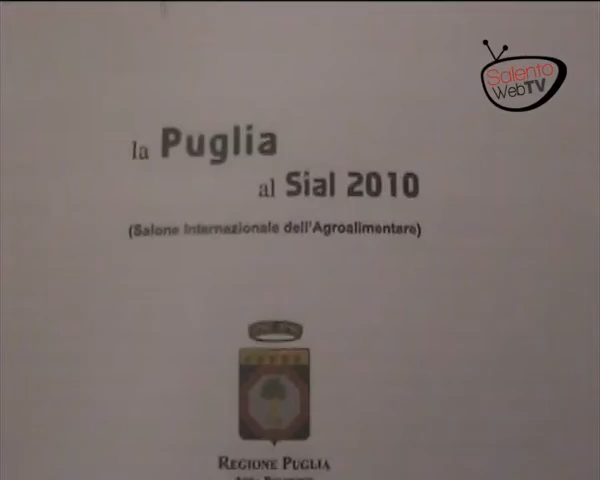 Salento
WebTV
la Puglia
al Sial 2010
(Salone Internazionale dell'Agroalimentare)
REGIONE PUGLIA